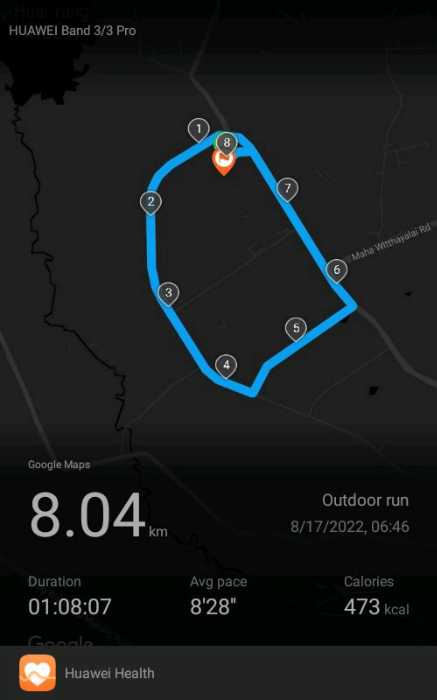 HUAWEI Band 3/3 Pro
1
8
2
7
Maha Witthayalai Rd
6
3
5
4
Google Maps
8.04 km
Outdoor run
8/17/2022, 06:46
Duration
Avg pace
Calories
01:08:07
8'28"
473 kcal
Google
Huawei Health